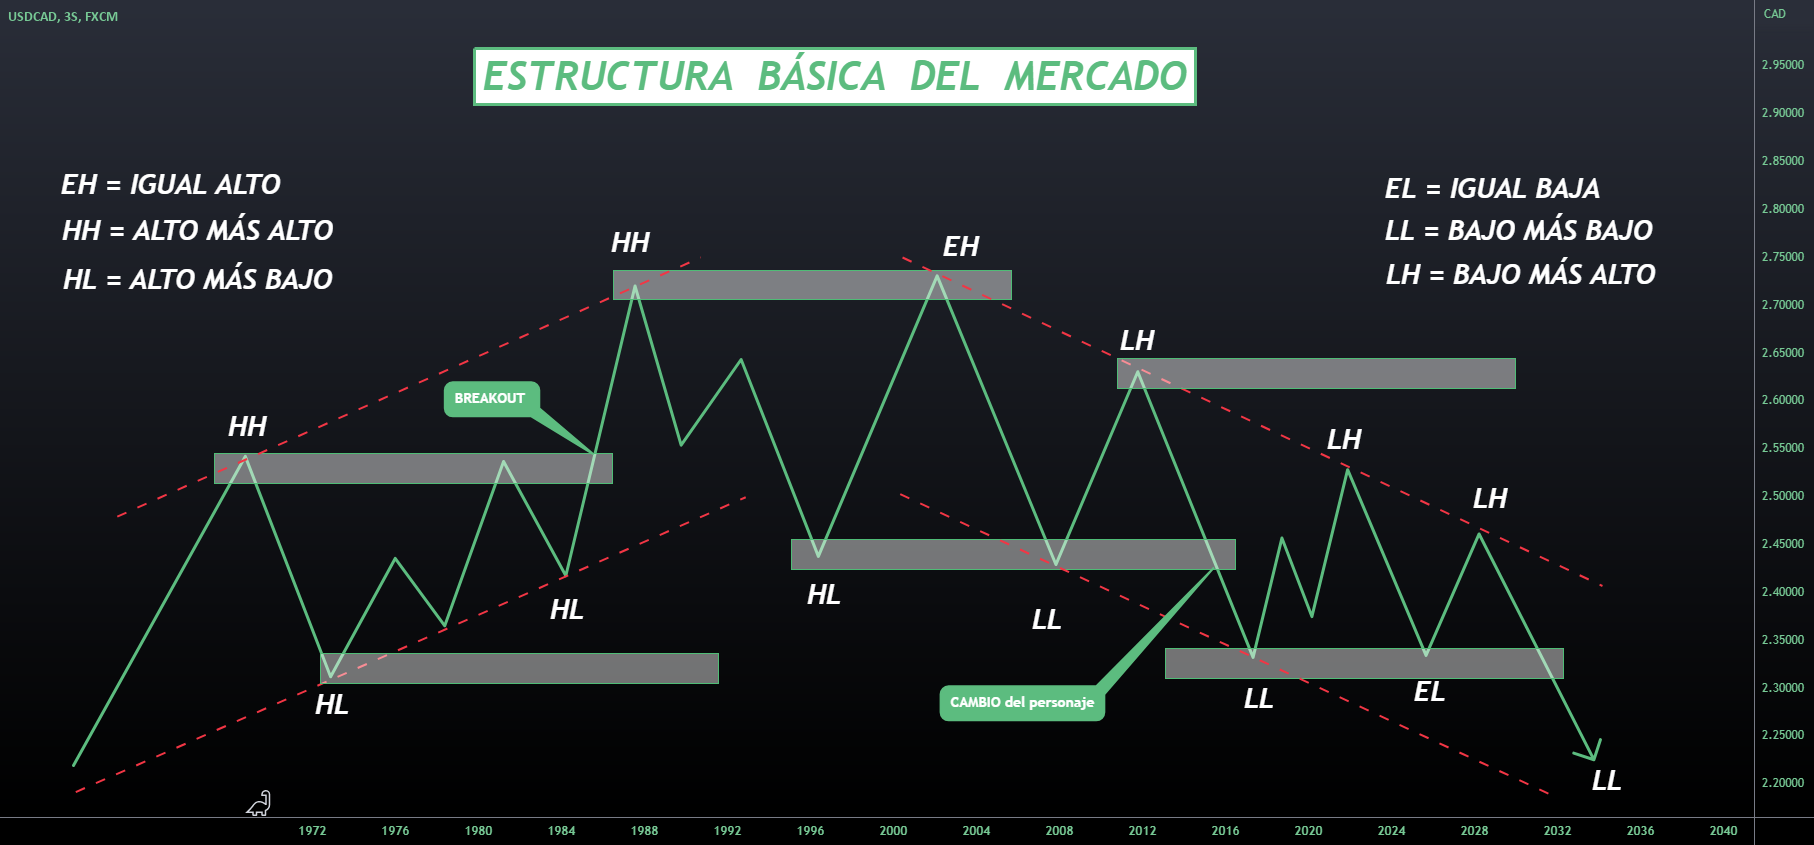 USDCAD, 3S, FXCM
CAD
ESTRUCTURA BÁSICA DEL MERCADO
EH = IGUAL ALTO
HH = ALTO MÁS ALTO
HL = ALTO MÁS BAJO
EL = IGUAL BAJA
LL = BAJO MÁS BAJO
LH = BAJO MÁS ALTO
HH
EH
LH
BREAKOUT
HH
LH
LH
HL
HL
LL
HL
CAMBIO del personaje
LL
EL
LL
2.95000
2.90000
2.85000
2.80000
2.75000
2.70000
2.65000
2.60000
2.55000
2.50000
2.45000
2.40000
2.35000
2.30000
2.25000
2.20000
1972 1976 1980 1984 1988 1992 1996 2000 2004 2008 2012 2016 2020 2024 2028 2032 2036 2040